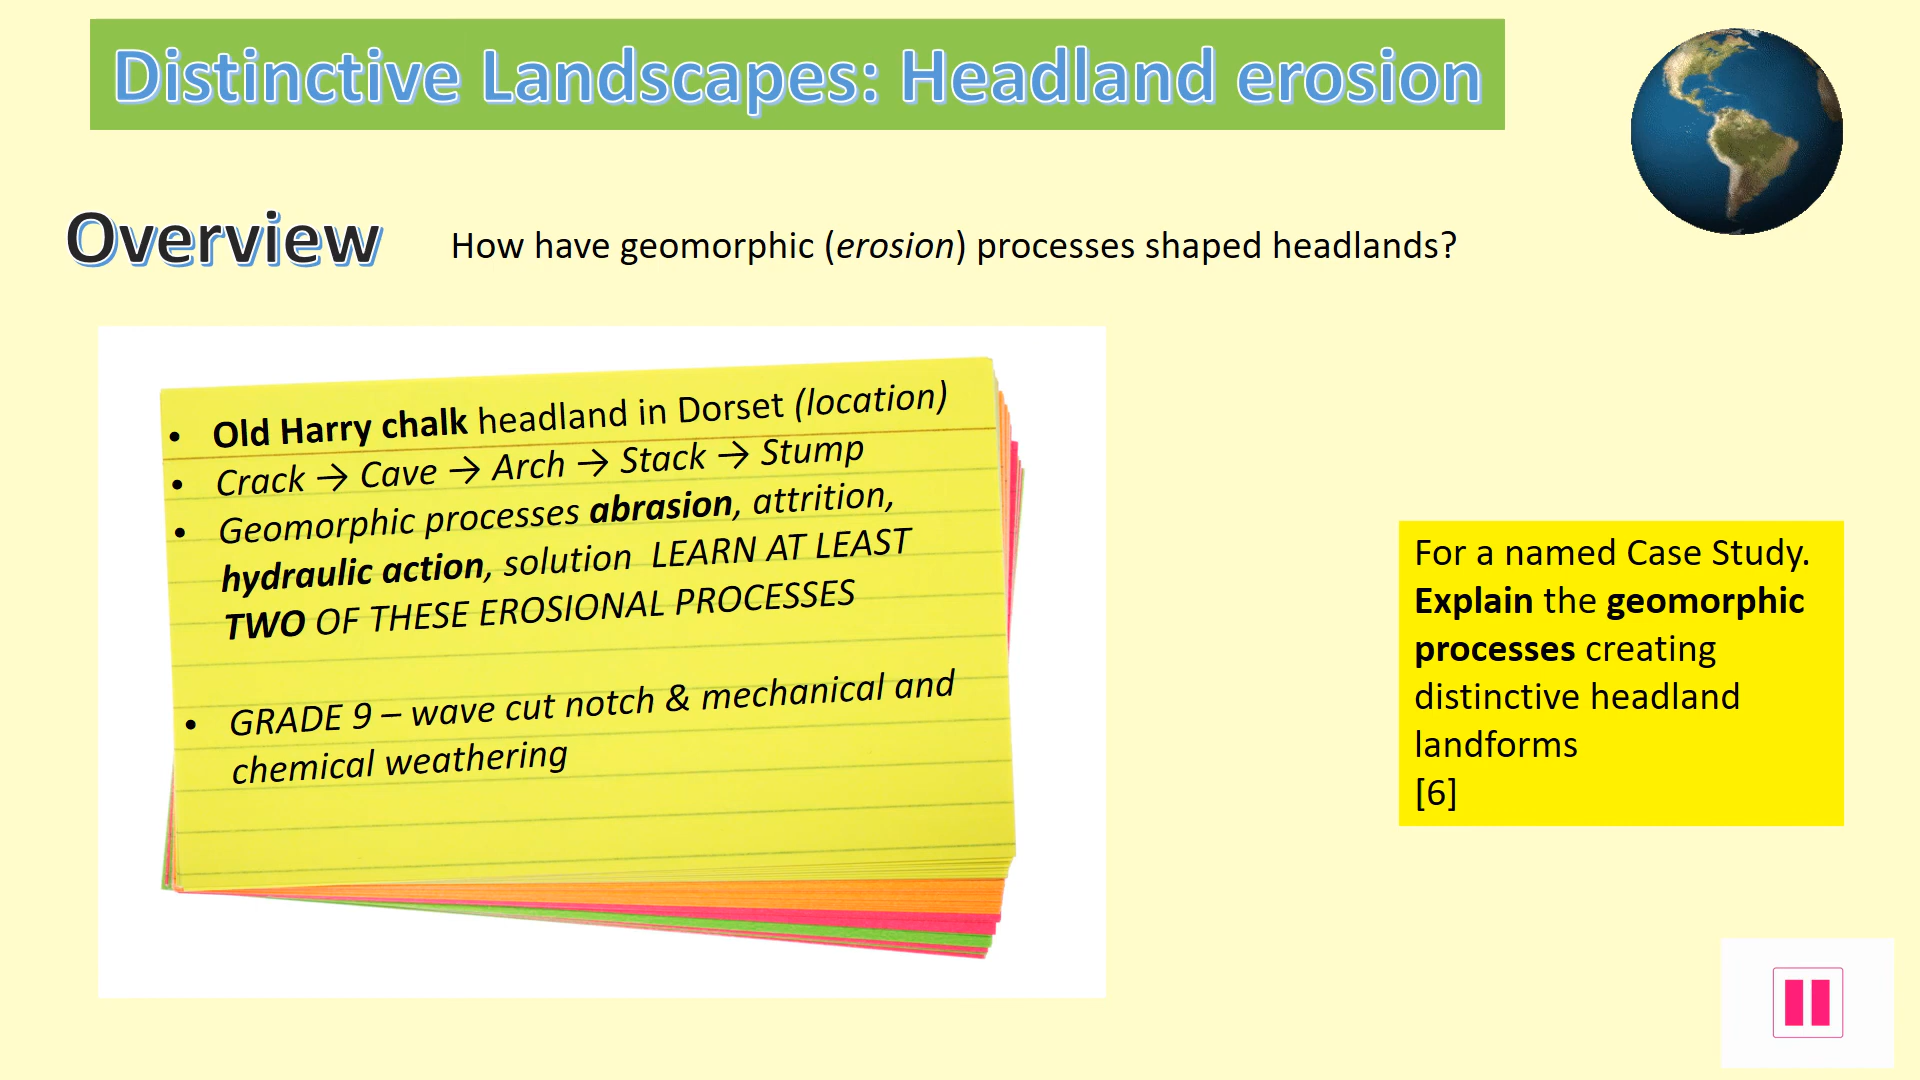 Distinctive Landscapes: Headland erosion
Overview
How have geomorphic (erosion) processes shaped headlands?
• Old Harry chalk headland in Dorset (location)
• Crack → Cave → Arch → Stack → Stump
• Geomorphic processes abrasion, attrition,
hydraulic action, solution LEARN AT LEAST
TWO OF THESE EROSIONAL PROCESSES
• GRADE 9 – wave cut notch & mechanical and
chemical weathering
For a named Case Study.
Explain the geomorphic
processes creating
distinctive headland
landforms
[6]